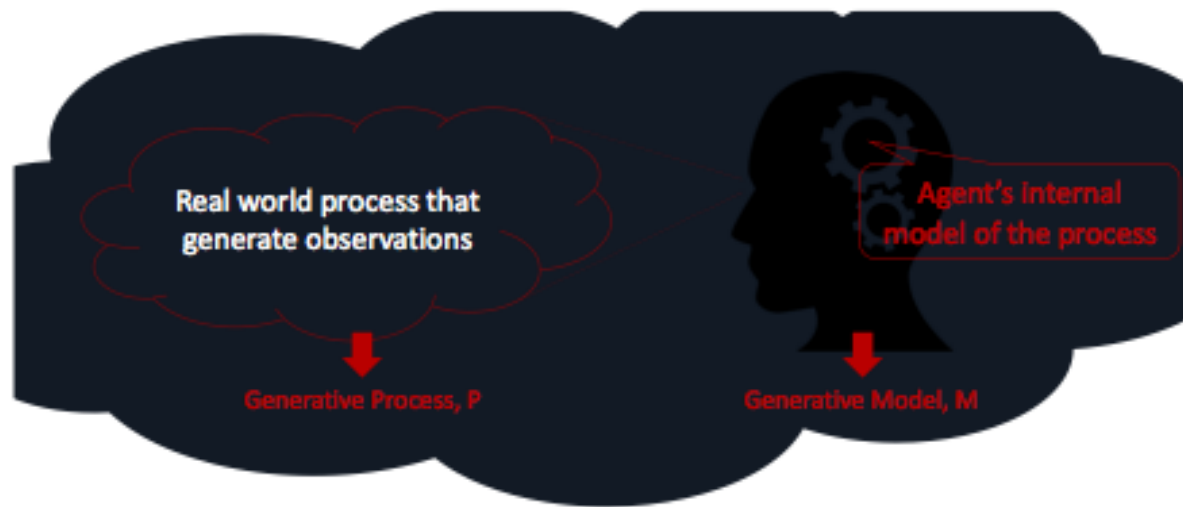 Real world process that
generate observations
Agent's internal
model of the process
Generative Process, P
Generative Model, M